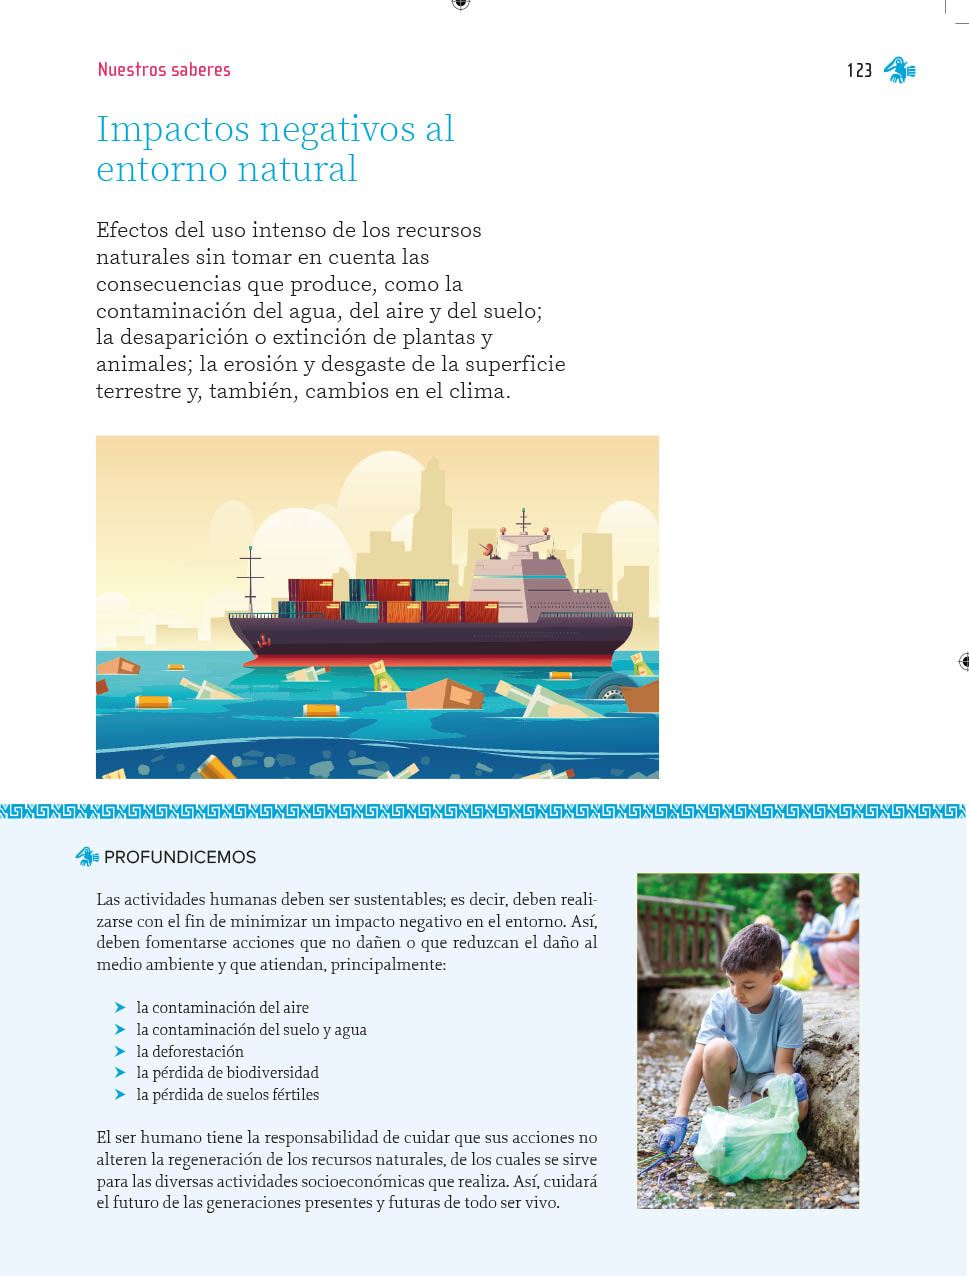 Nuestros saberes
123
Impactos negativos al
entorno natural
Efectos del uso intenso de los recursos
naturales sin tomar en cuenta las
consecuencias que produce, como la
contaminación del agua, del aire y del suelo;
la desaparición o extinción de plantas y
animales; la erosión y desgaste de la superficie
terrestre y, también, cambios en el clima.
PROFUNDICEMOS
Las actividades humanas deben ser sustentables; es decir, deben reali-
zarse con el fin de minimizar un impacto negativo en el entorno. Así,
deben fomentarse acciones que no dañen o que reduzcan el daño al
medio ambiente y que atiendan, principalmente:
➤ la contaminación del aire
➤ la contaminación del suelo y agua
➤ la deforestación
➤ la pérdida de biodiversidad
➤ la pérdida de suelos fértiles
El ser humano tiene la responsabilidad de cuidar que sus acciones no
alteren la regeneración de los recursos naturales, de los cuales se sirve
para las diversas actividades socioeconómicas que realiza. Así, cuidará
el futuro de las generaciones presentes y futuras de todo ser vivo.